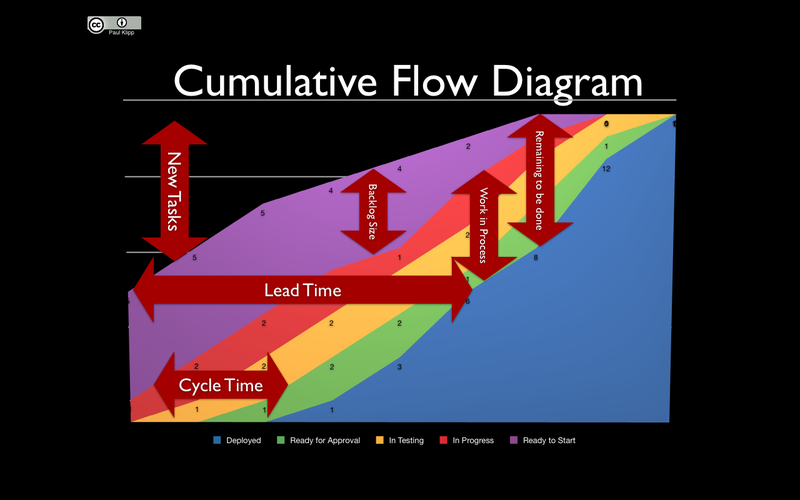 cc
Paul Klipp
Cumulative Flow Diagram
New Tasks
Remaining to be done
Backlog Size
Work in Process
Lead Time
Cycle Time
2
4
4
5
5
1
2
2
2
2
2
2
2
1
1
1
1
3
8
12
1
6
Deployed
Ready for Approval
In Testing
In Progress
Ready to Start